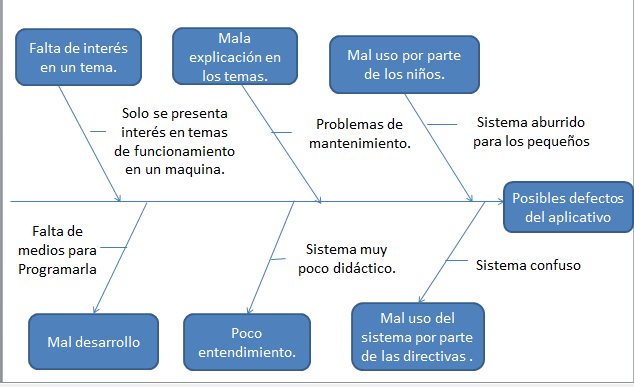 Falta de interés
en un tema.
Mala
explicación en
los temas.
Mal uso por parte
de los niños.
Solo se presenta
interés en temas
de funcionamiento
en un maquina.
Problemas de
mantenimiento.
Sistema aburrido
para los pequeños
Posibles defectos
del aplicativo
Falta de
medios para
Programarla
Sistema muy
poco didáctico.
Sistema confuso
Mal desarrollo
Poco
entendimiento.
Mal uso del
sistema por parte
de las directivas .